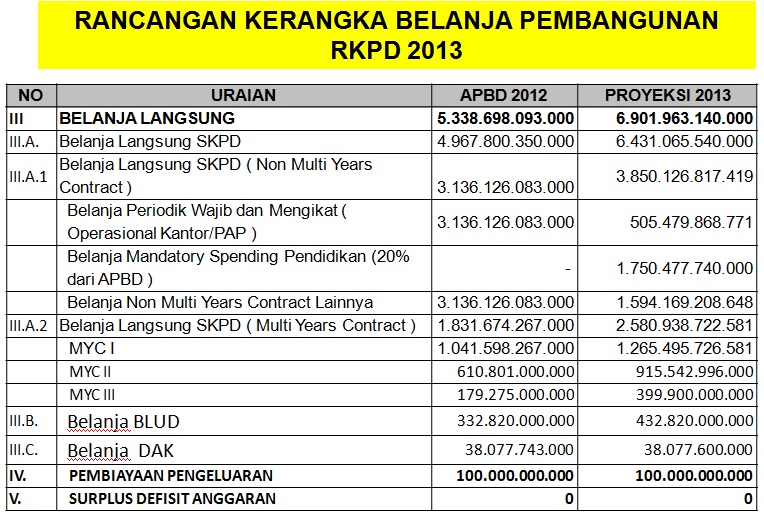 RANCANGAN KERANGKA BELANJA PEMBANGUNAN
RKPD 2013
NO URAIAN APBD 2012 PROYEKSI 2013
III BELANJA LANGSUNG 5.338.698.093.000 6.901.963.140.000
III.A. Belanja Langsung SKPD 4.967.800.350.000 6.431.065.540.000
III.A.1 Belanja Langsung SKPD ( Non Multi Years
Contract ) 3.136.126.083.000 3.850.126.817.419
Belanja Periodik Wajib dan Mengikat (
Operasional Kantor/PAP ) 3.136.126.083.000 505.479.868.771
Belanja Mandatory Spending Pendidikan (20%
dari APBD ) - 1.750.477.740.000
Belanja Non Multi Years Contract Lainnya 3.136.126.083.000 1.594.169.208.648
III.A.2 Belanja Langsung SKPD ( Multi Years Contract ) 1.831.674.267.000 2.580.938.722.581
MYC I 1.041.598.267.000 1.265.495.726.581
MYC II 610.801.000.000 915.542.996.000
MYC III 179.275.000.000 399.900.000.000
III.B. Belanja BLUD 332.820.000.000 432.820.000.000
III.C. Belanja DAK 38.077.743.000 38.077.600.000
IV. PEMBIAYAAN PENGELUARAN 100.000.000.000 100.000.000.000
V. SURPLUS DEFISIT ANGGARAN 0 0